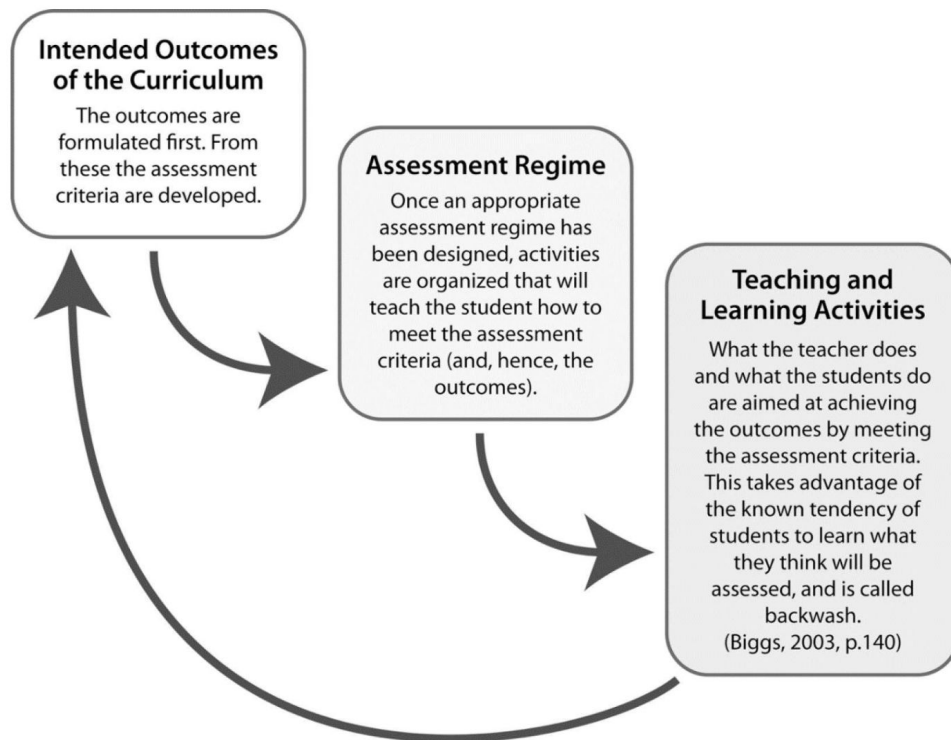 Intended Outcomes
of the Curriculum
The outcomes are
formulated first. From
these the assessment
criteria are developed.
Assessment Regime
Once an appropriate
assessment regime has
been designed, activities
are organized that will
teach the student how to
meet the assessment
criteria (and, hence, the
outcomes).
Teaching and
Learning Activities
What the teacher does
and what the students do
are aimed at achieving
the outcomes by meeting
the assessment criteria.
This takes advantage of
the known tendency of
students to learn what
they think will be
assessed, and is called
backwash.
(Biggs, 2003, p.140)